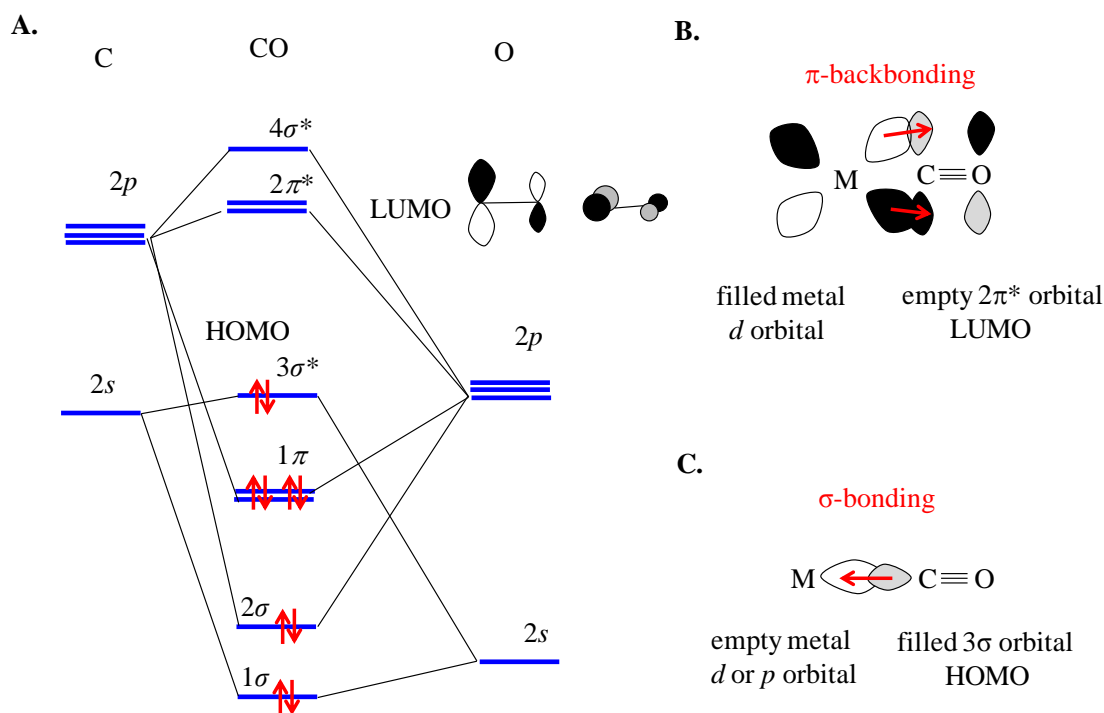 A.
C
CO
O
4σ*
2p
2π*
LUMO
HOMO
2p
2s
3σ*
1π
2σ
2s
1σ
B.
π-backbonding
M
C≡O
filled metal
d orbital
empty 2π* orbital
LUMO
C.
σ-bonding
M
C≡O
empty metal
d or p orbital
filled 3σ orbital
HOMO